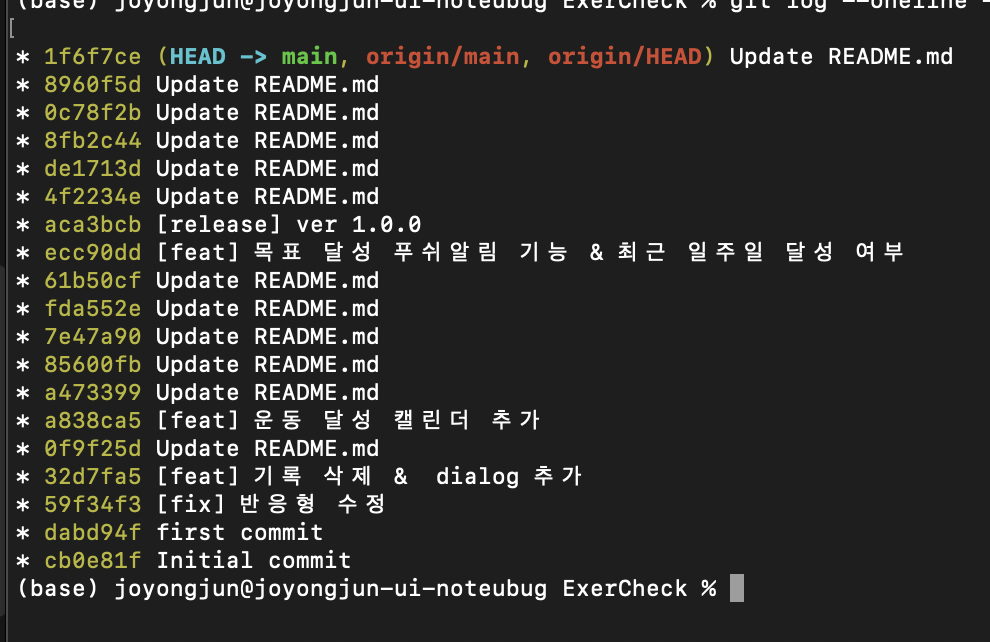 (base) joyongjun@joyongjun-ui-noteubug ExerCheck % git log --oneline
[
* 1f6f7ce (HEAD -> main, origin/main, origin/HEAD) Update README.md
* 8960f5d Update README.md
* 0c78f2b Update README.md
* 8fb2c44 Update README.md
* de1713d Update README.md
* 4f2234e Update README.md
* aca3bcb [release] ver 1.0.0
* ecc90dd [feat] 목표 달성 푸쉬알림 기능 & 최근 일주일 달성 여부
* 61b50cf Update README.md
* fda552e Update README.md
* 7e47a90 Update README.md
* 85600fb Update README.md
* a473399 Update README.md
* a838ca5 [feat] 운동 달성 캘린더 추가
* 0f9f25d Update README.md
* 32d7fa5 [feat] 기록 삭제 &  dialog 추가
* 59f34f3 [fix] 반응형 수정
* dabd94f first commit
* cb0e81f Initial commit
(base) joyongjun@joyongjun-ui-noteubug ExerCheck %